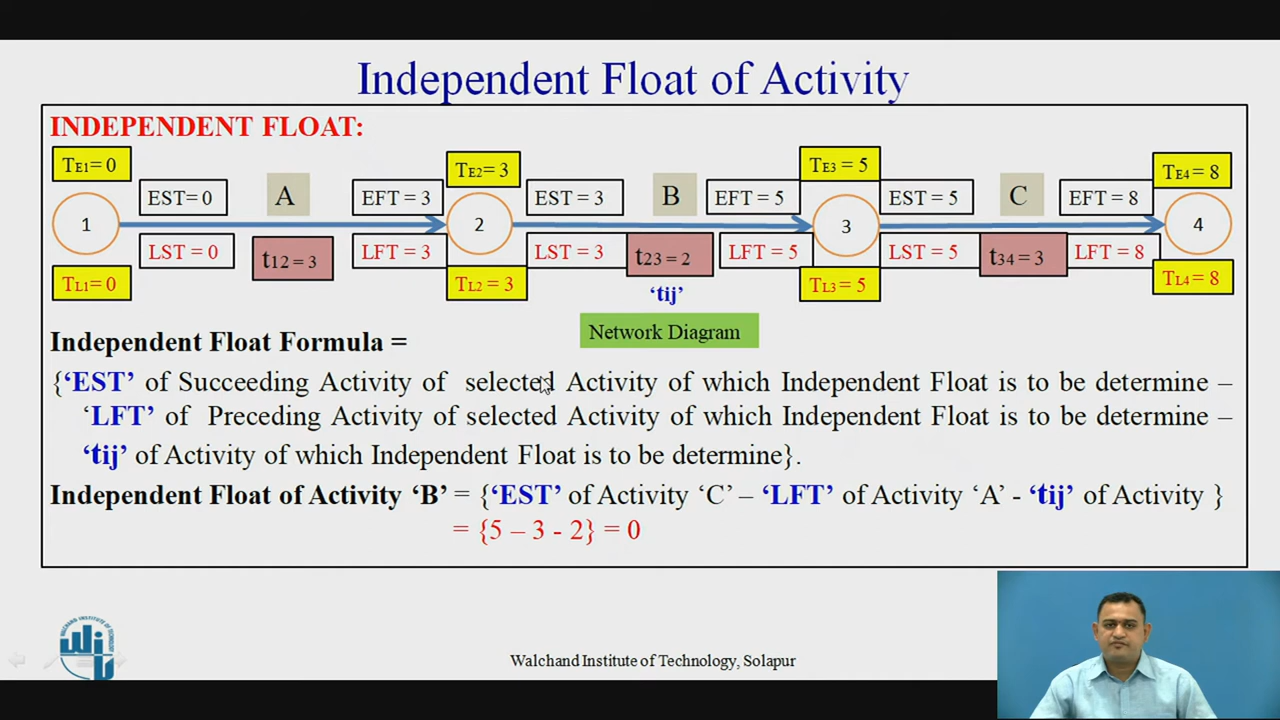 Independent Float of Activity
INDEPENDENT FLOAT:
TE1= 0
TE2= 3
TE3 = 5
TE4= 8
EST= 0
A
EFT = 3
EST = 3
B
EFT = 5
EST = 5
C
EFT = 8
1
2
3
4
LST = 0
t12 = 3
LFT = 3
LST = 3
t23 = 2
LFT = 5
LST = 5
t34 = 3
LFT = 8
TL1= 0
TL2 = 3
‘tij’
TL3= 5
TL4= 8
Network Diagram
Independent Float Formula =
{‘EST’ of Succeeding Activity of selected Activity of which Independent Float is to be determine –
‘LFT’ of Preceding Activity of selected Activity of which Independent Float is to be determine –
‘tij’ of Activity of which Independent Float is to be determine}.
Independent Float of Activity ‘B’ = {‘EST’ of Activity ‘C’ – ‘LFT’ of Activity ‘A’ - ‘tij’ of Activity }
= {5 – 3 - 2} = 0
Walchand Institute of Technology, Solapur